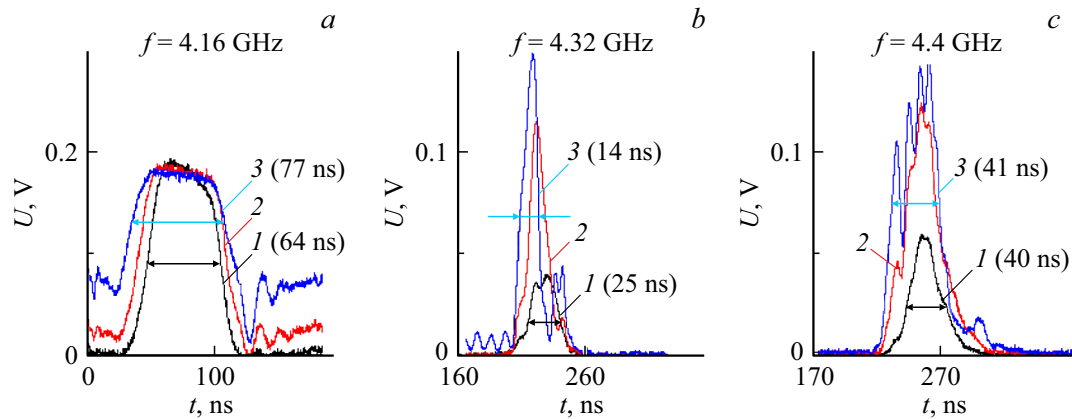 a
f = 4.16 GHz
0.2
3 (77 ns)
2
1 (64 ns)
U, V
0
0
100
t, ns
b
f = 4.32 GHz
0.1
3 (14 ns)
2
1 (25 ns)
U, V
0
160
260
t, ns
c
f = 4.4 GHz
0.1
3 (41 ns)
2
1 (40 ns)
U, V
0
170
270
t, ns